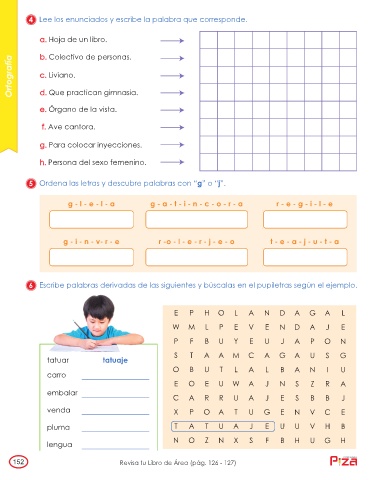 4 Lee los enunciados y escribe la palabra que corresponde.
a. Hoja de un libro.
b. Colectivo de personas.
c. Liviano.
d. Que practican gimnasia.
e. Órgano de la vista.
f. Ave cantora.
g. Para colocar inyecciones.
h. Persona del sexo femenino.
Ortografía
5 Ordena las letras y descubre palabras con "g" o "j".
g - l - e - l - a
g - a - t - i - n - c - o - r - a
r - e - g - i - l - e
g - i - n - v - r - e
r - o - l - e - r - j - e - o
t - e - a - j - u - t - a
6 Escribe palabras derivadas de las siguientes y búscalas en el pupiletras según el ejemplo.
tatuar tatuaje
carro
embalar
venda
pluma
lengua
E P H O L A N D A G A L
W M L P E V E N D A J E
P F B U Y E U J A P O N
S T A A M C A G A U S G
O B U T L A L B A N I U
E O E U W A J N S Z R A
C A R R U A J E S B B J
X P O A T U G E N V C E
T A T U A J E U U V H B
N O Z N X S F B H U G H
152
Revisa tu Libro de Área (pág. 126 - 127)